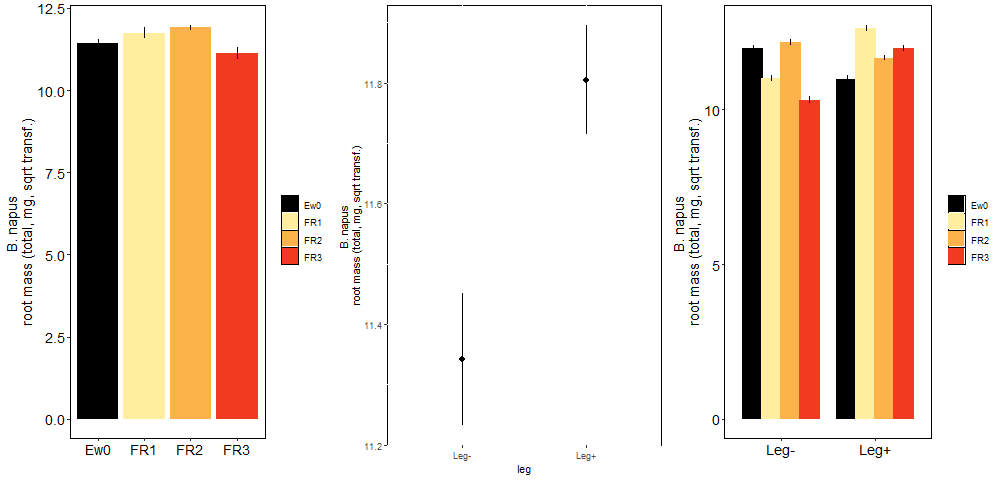 B. napus
root mass (total, mg, sqrt transf.)
12.5
10.0
7.5
5.0
2.5
0.0
Ew0 FR1 FR2 FR3
Ew0
FR1
FR2
FR3
B. napus
root mass (total, mg, sqrt transf.)
11.8
11.6
11.4
11.2
Leg- Leg+
leg
B. napus
root mass (total, mg, sqrt transf.)
10
5
0
Leg- Leg+
Ew0
FR1
FR2
FR3